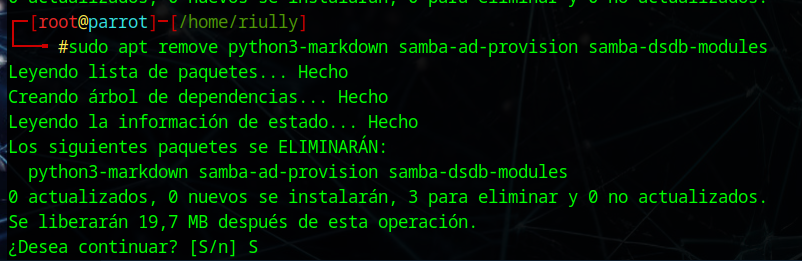 0 actualizados, 0 nuevos se instalarán, 0 para eliminar y 0 no actualizados.
[root@parrot]─[/home/riully]
#sudo apt remove python3-markdown samba-ad-provision samba-dsdb-modules
Leyendo lista de paquetes... Hecho
Creando árbol de dependencias... Hecho
Leyendo la información de estado... Hecho
Los siguientes paquetes se ELIMINARÁN:
python3-markdown samba-ad-provision samba-dsdb-modules
0 actualizados, 0 nuevos se instalarán, 3 para eliminar y 0 no actualizados.
Se liberarán 19,7 MB después de esta operación.
¿Desea continuar? [S/n] S